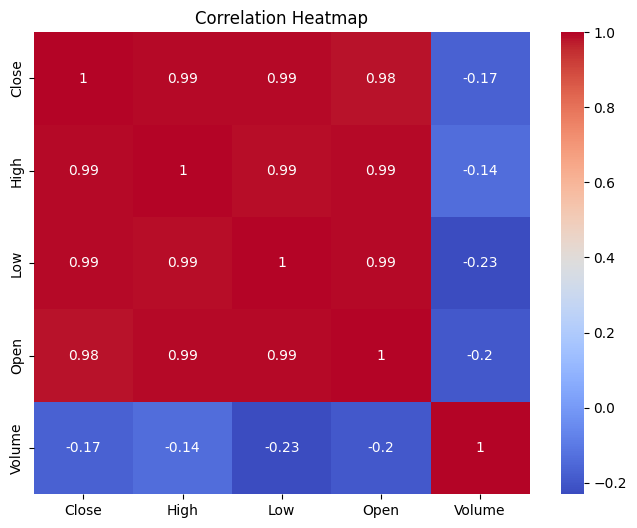 Correlation Heatmap
Close 1 0.99 0.99 0.98 -0.17
High 0.99 1 0.99 0.99 -0.14
Low 0.99 0.99 1 0.99 -0.23
Open 0.98 0.99 0.99 1 -0.2
Volume -0.17 -0.14 -0.23 -0.2 1
Close High Low Open Volume
1.0
0.8
0.6
0.4
0.2
0.0
−0.2